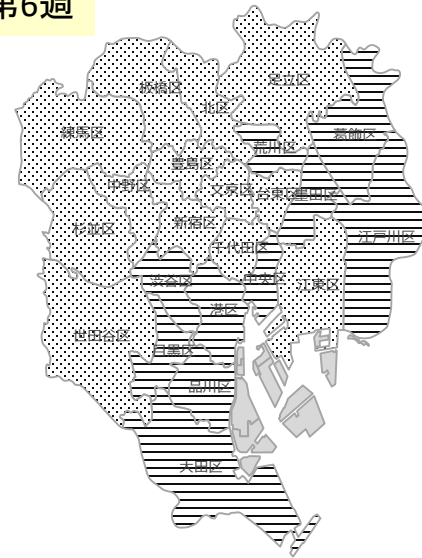 第6週
足立区
板橋区
北区
葛飾区
練馬区
荒川区
豊島区
中野区
文京区
台東区
墨田区
新宿区
杉並区
江戸川区
千代田区
渋谷区
中央区
江東区
港区
世田谷区
目黒区
品川区
大田区